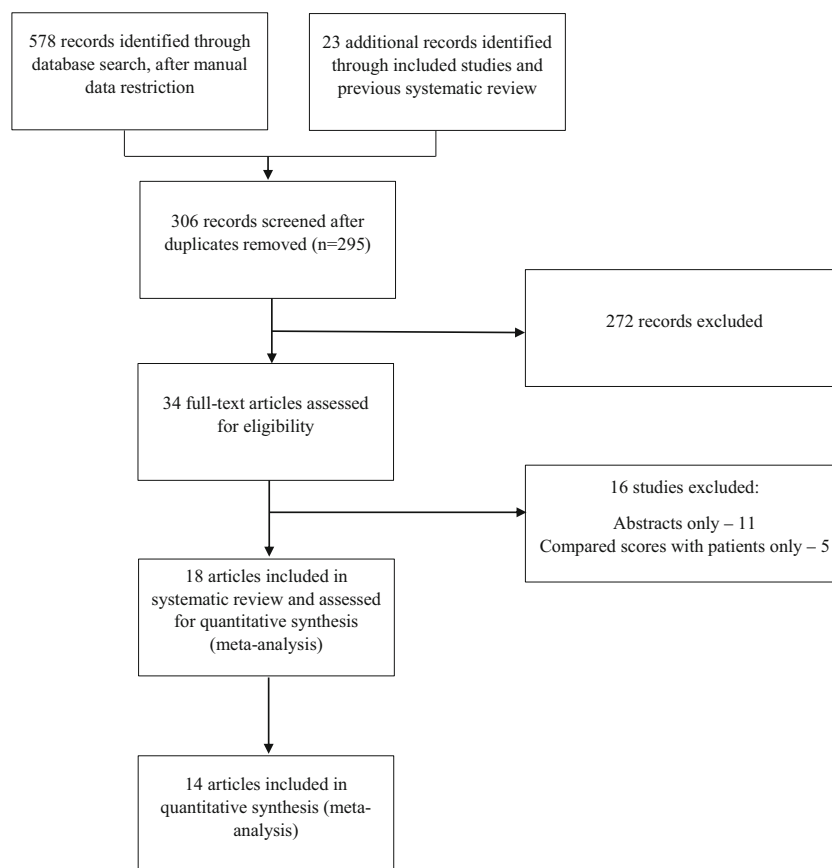 578 records identified through
database search, after manual
data restriction
23 additional records identified
through included studies and
previous systematic review
306 records screened after
duplicates removed (n=295)
272 records excluded
34 full-text articles assessed
for eligibility
16 studies excluded:
Abstracts only – 11
Compared scores with patients only – 5
18 articles included in
systematic review and assessed
for quantitative synthesis
(meta-analysis)
14 articles included in
quantitative synthesis (meta-
analysis)